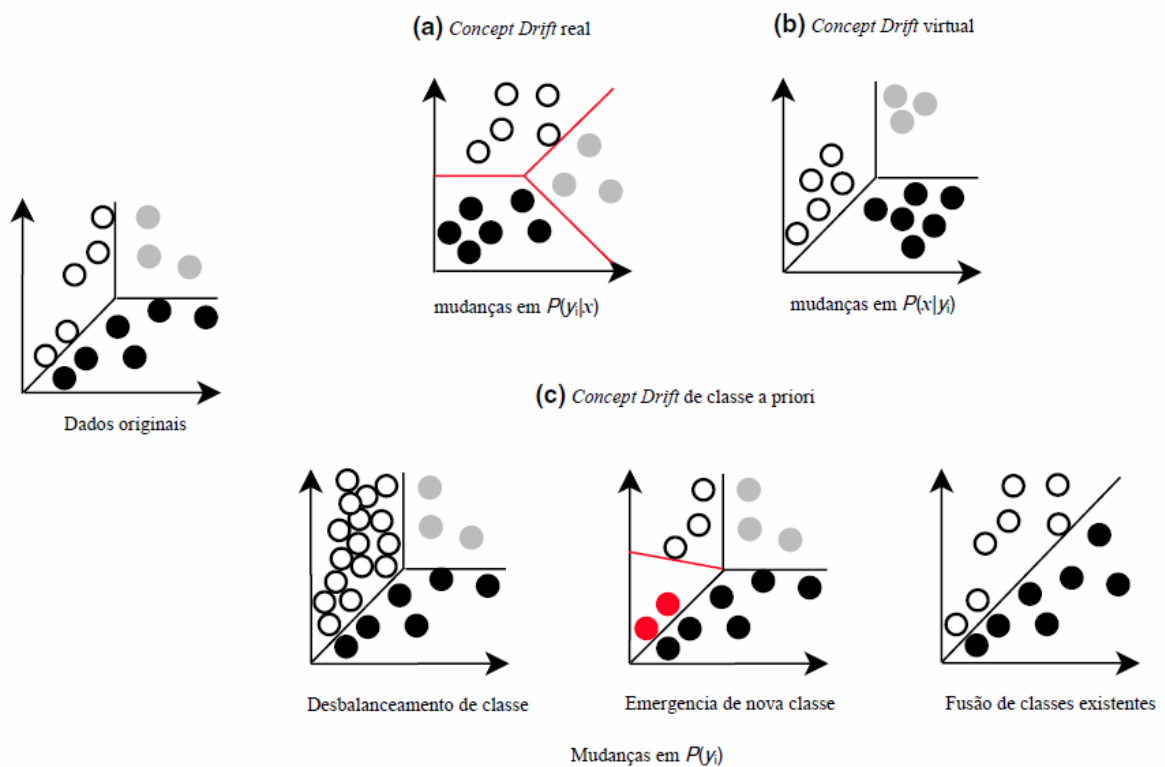 (a) Concept Drift real
(b) Concept Drift virtual
mudanças em P(yᵢ|x)
mudanças em P(x|yᵢ)
Dados originais
(c) Concept Drift de classe a priori
Desbalanceamento de classe
Emergencia de nova classe
Fusão de classes existentes
Mudanças em P(yᵢ)